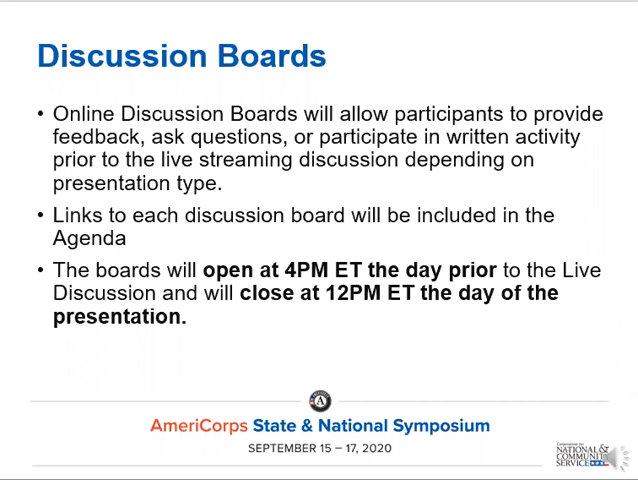 Discussion Boards
• Online Discussion Boards will allow participants to provide
feedback, ask questions, or participate in written activity
prior to the live streaming discussion depending on
presentation type.
• Links to each discussion board will be included in the
Agenda
• The boards will open at 4PM ET the day prior to the Live
Discussion and will close at 12PM ET the day of the
presentation.
A
AmeriCorps State & National Symposium
SEPTEMBER 15 – 17, 2020
NATIONAL &
COMMUNITY
SERVICE